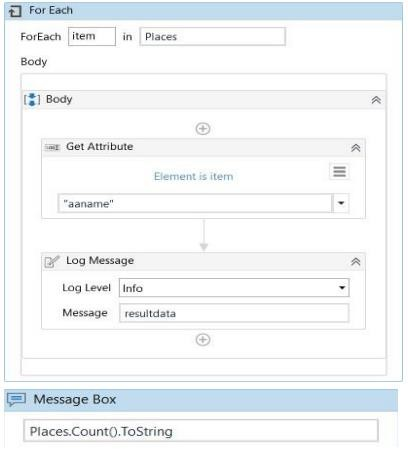 For Each
ForEach item in Places
Body
Body
Get Attribute
Element is item
"aaname"
Log Message
Log Level Info
Message resultdata
Message Box
Places.Count().ToString